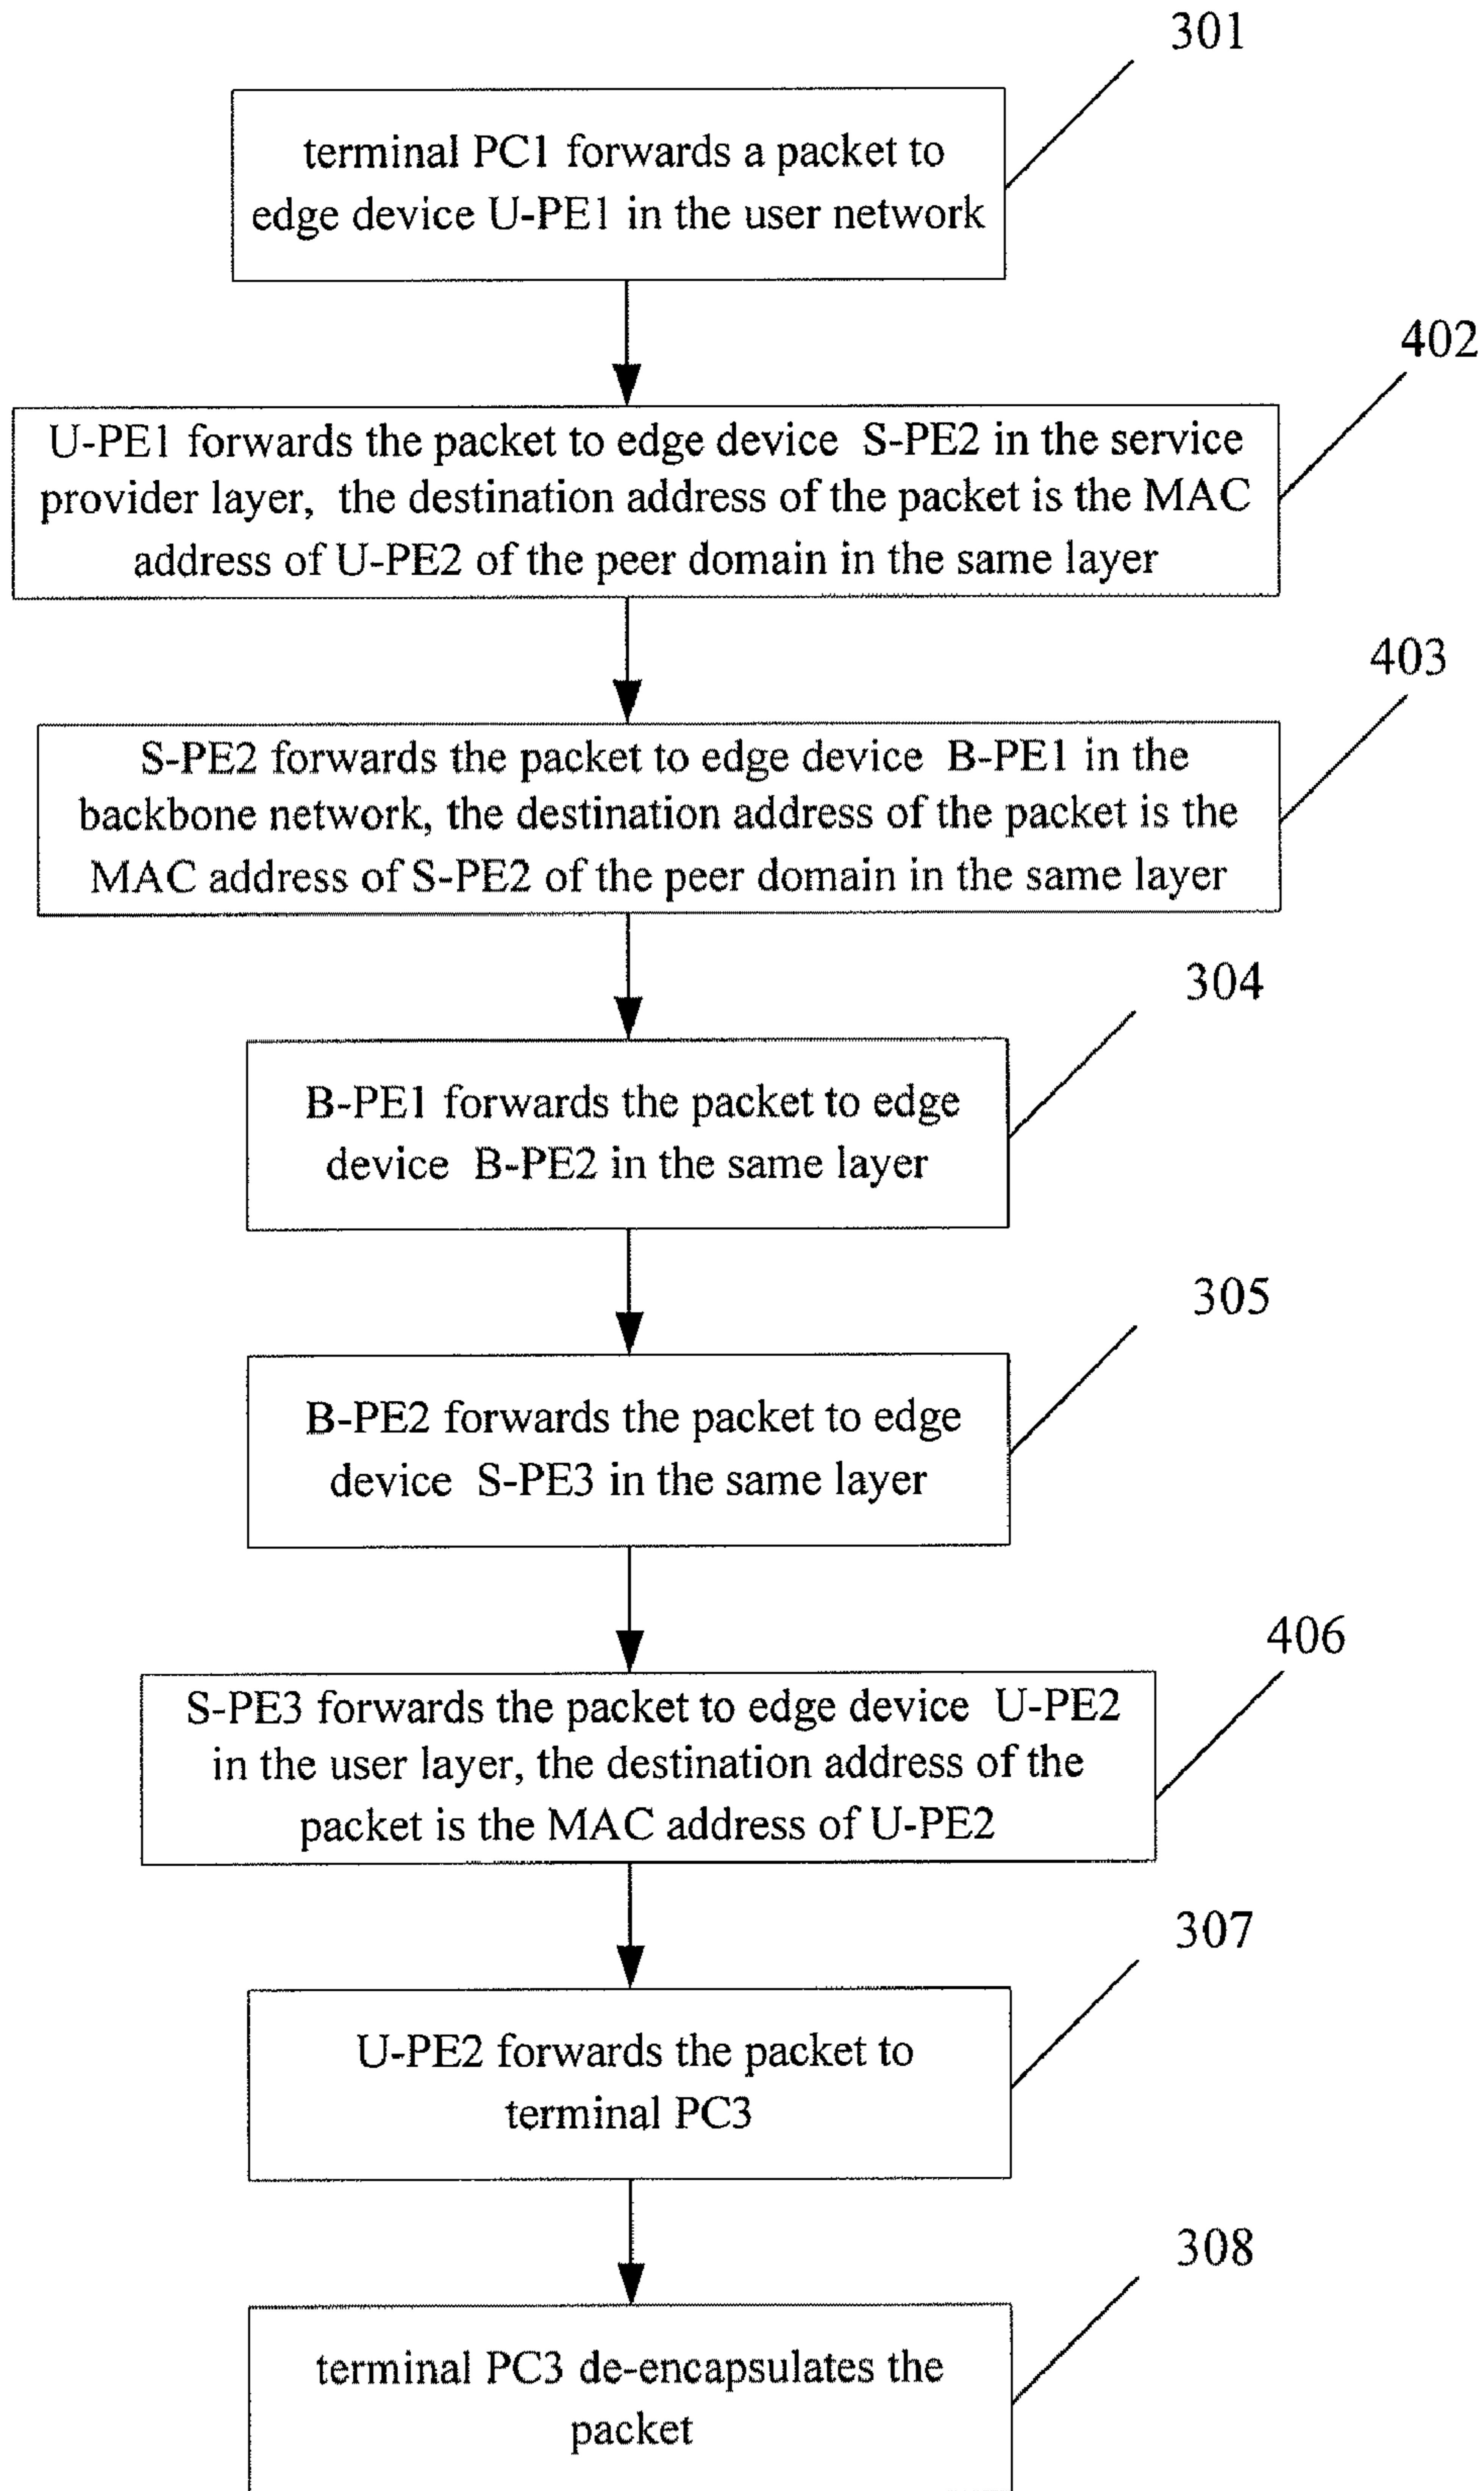 301
terminal PC1 forwards a packet to
edge device U-PE1 in the user network
402
U-PE1 forwards the packet to edge device S-PE2 in the service
provider layer, the destination address of the packet is the MAC
address of U-PE2 of the peer domain in the same layer
403
S-PE2 forwards the packet to edge device B-PE1 in the
backbone network, the destination address of the packet is the
MAC address of S-PE2 of the peer domain in the same layer
304
B-PE1 forwards the packet to edge
device B-PE2 in the same layer
305
B-PE2 forwards the packet to edge
device S-PE3 in the same layer
406
S-PE3 forwards the packet to edge device U-PE2
in the user layer, the destination address of the
packet is the MAC address of U-PE2
307
U-PE2 forwards the packet to
terminal PC3
308
terminal PC3 de-encapsulates the
packet